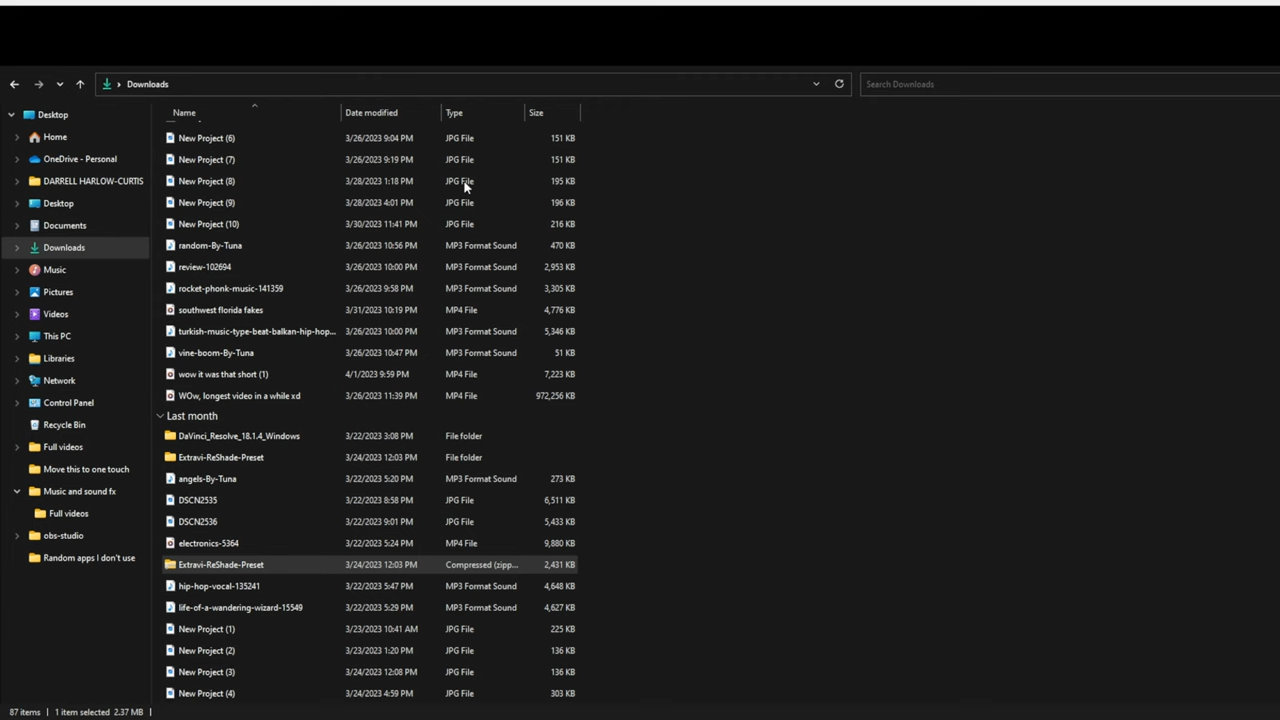 Downloads
Search Downloads
Name Date modified Type Size
Desktop
Home
OneDrive - Personal
DARRELL HARLOW-CURTIS
Desktop
Documents
Downloads
Music
Pictures
Videos
This PC
Libraries
Network
Control Panel
Recycle Bin
Full videos
Move this to one touch
Music and sound fx
Full videos
obs-studio
Random apps I don't use
New Project (6) 3/26/2023 9:04 PM JPG File 151 KB
New Project (7) 3/26/2023 9:19 PM JPG File 151 KB
New Project (8) 3/28/2023 1:18 PM JPG File 195 KB
New Project (9) 3/28/2023 4:01 PM JPG File 196 KB
New Project (10) 3/30/2023 11:41 PM JPG File 216 KB
random-By-Tuna 3/26/2023 10:56 PM MP3 Format Sound 470 KB
review-102694 3/26/2023 10:00 PM MP3 Format Sound 2,953 KB
rocket-phonk-music-141359 3/26/2023 9:58 PM MP3 Format Sound 3,305 KB
southwest florida fakes 3/31/2023 10:19 PM MP4 File 4,776 KB
turkish-music-type-beat-balkan-hip-hop... 3/26/2023 10:00 PM MP3 Format Sound 5,346 KB
vine-boom-By-Tuna 3/26/2023 10:47 PM MP3 Format Sound 51 KB
wow it was that short (1) 4/1/2023 9:59 PM MP4 File 7,223 KB
WOw, longest video in a while xd 3/26/2023 11:39 PM MP4 File 972,256 KB
Last month
DaVinci_Resolve_18.1.4_Windows 3/22/2023 3:08 PM File folder
Extravi-ReShade-Preset 3/24/2023 12:03 PM File folder
angels-By-Tuna 3/22/2023 5:20 PM MP3 Format Sound 273 KB
DSCN2535 3/22/2023 8:58 PM JPG File 6,511 KB
DSCN2536 3/22/2023 9:01 PM JPG File 5,433 KB
electronics-5364 3/22/2023 5:24 PM MP4 File 9,880 KB
Extravi-ReShade-Preset 3/24/2023 12:03 PM Compressed (zipp... 2,431 KB
hip-hop-vocal-135241 3/22/2023 5:47 PM MP3 Format Sound 4,648 KB
life-of-a-wandering-wizard-15549 3/22/2023 5:29 PM MP3 Format Sound 4,627 KB
New Project (1) 3/23/2023 10:41 AM JPG File 225 KB
New Project (2) 3/23/2023 1:20 PM JPG File 136 KB
New Project (3) 3/24/2023 12:08 PM JPG File 136 KB
New Project (4) 3/24/2023 4:59 PM JPG File 303 KB
87 items 1 item selected 2.37 MB